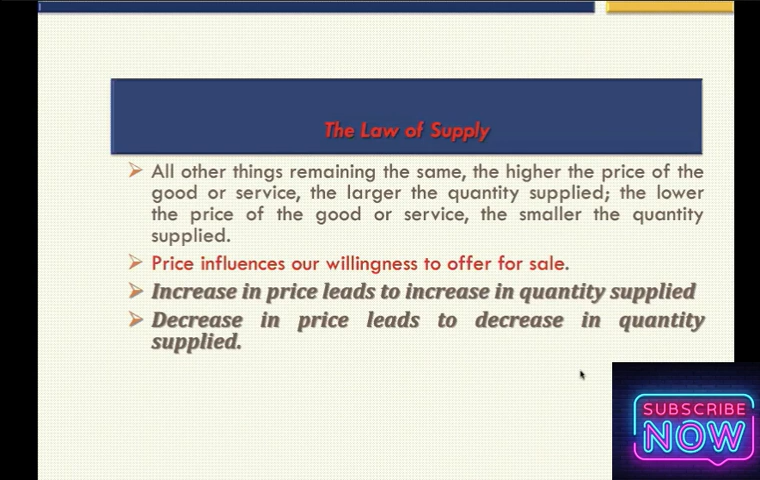 The Law of Supply
All other things remaining the same, the higher the price of the
good or service, the larger the quantity supplied; the lower
the price of the good or service, the smaller the quantity
supplied.
Price influences our willingness to offer for sale.
Increase in price leads to increase in quantity supplied
Decrease in price leads to decrease in quantity
supplied.
SUBSCRIBE
NOW